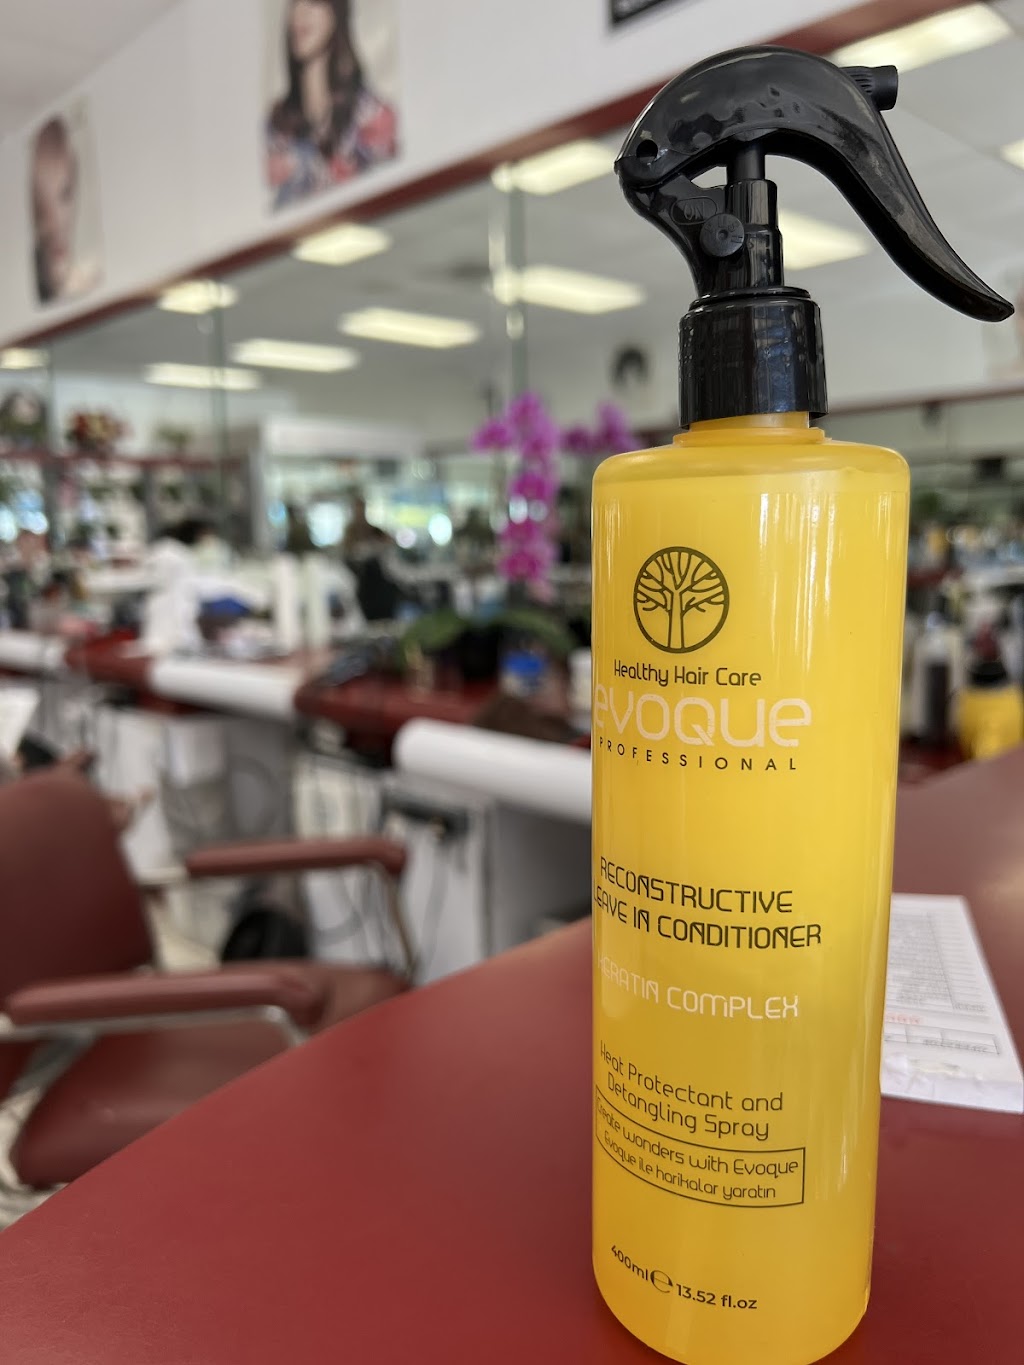 Healthy Hair Care
evoque
PROFESSIONAL
RECONSTRUCTIVE
LEAVE IN CONDITIONER
KERATIN COMPLEX
Heat Protectant and
Detangling Spray
Create wonders with Evoque
Evoque ile harikalar yaratın
400ml ℮ 13.52 fl.oz